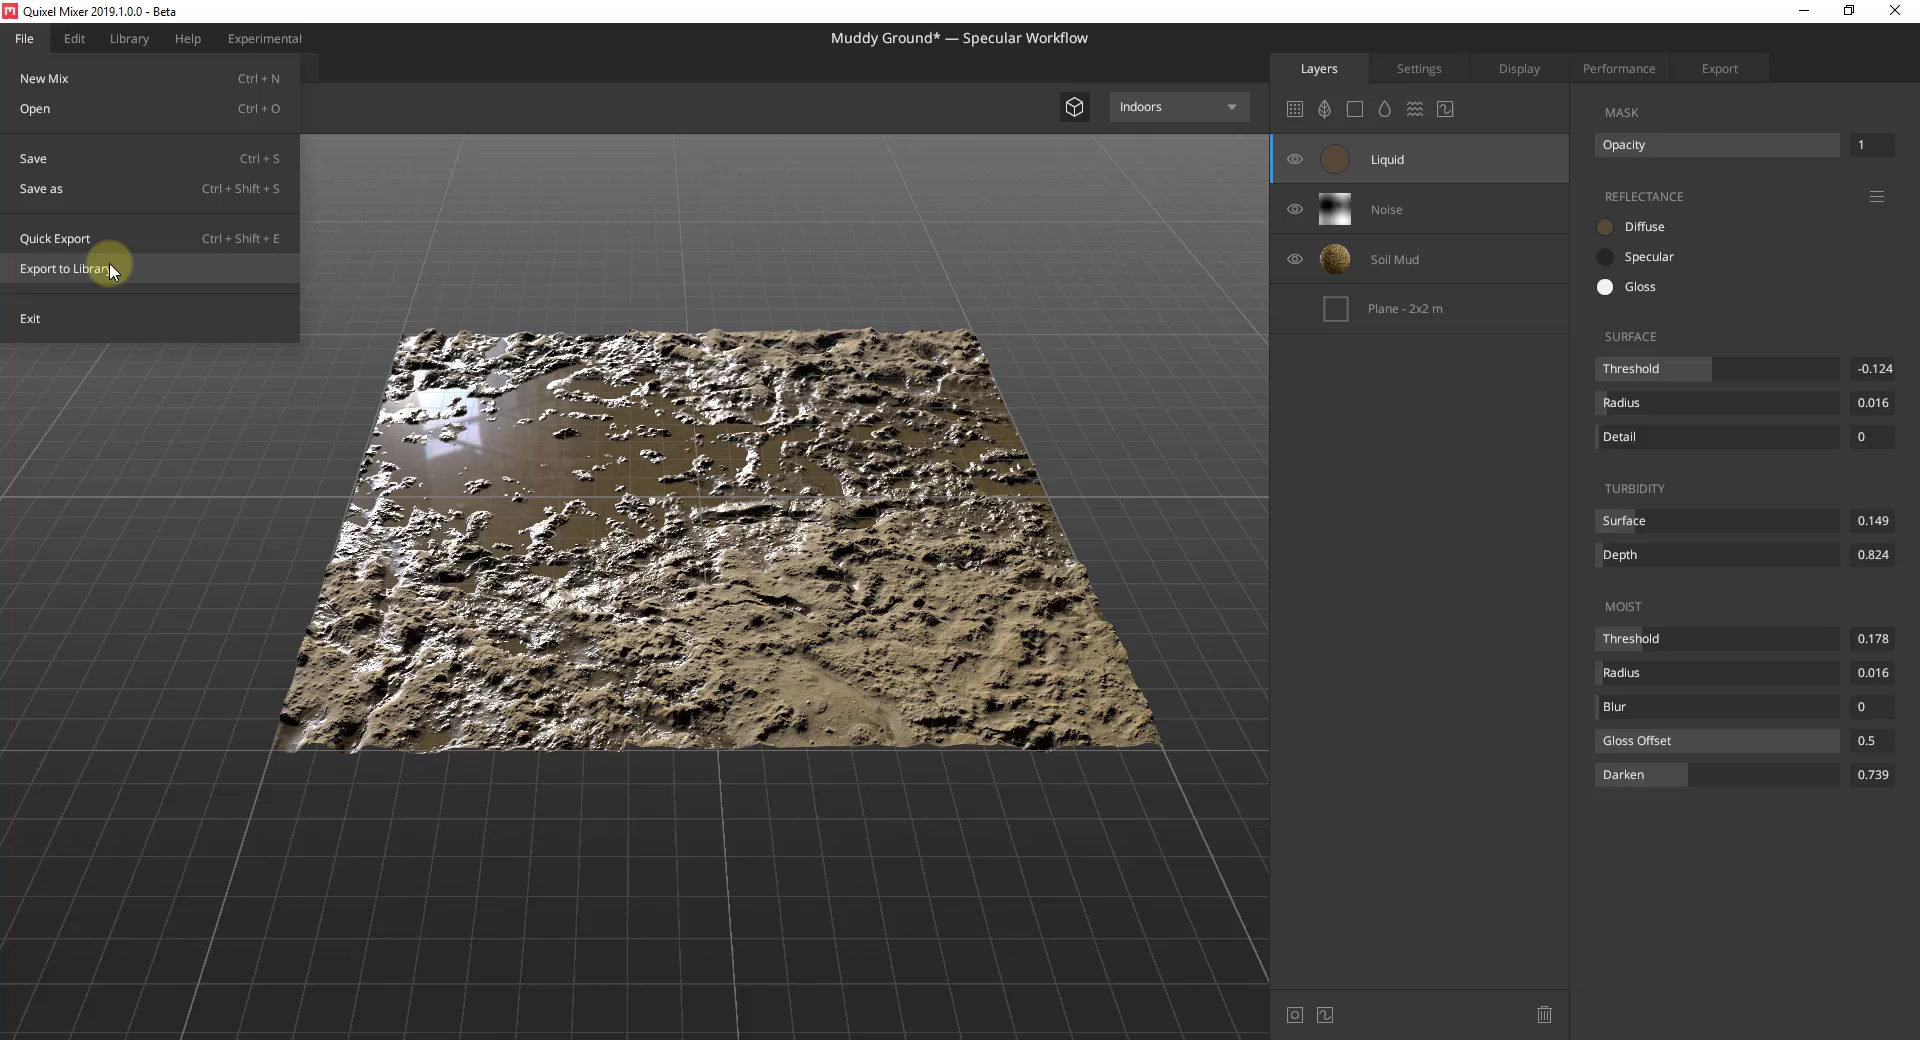 Quixel Mixer 2019.1.0.0 - Beta
File Edit Library Help Experimental
Muddy Ground* — Specular Workflow
New Mix Ctrl + N
Open Ctrl + O
Save Ctrl + S
Save as Ctrl + Shift + S
Quick Export Ctrl + Shift + E
Export to Library
Exit
Indoors
Layers Settings Display Performance Export
Liquid
Noise
Soil Mud
Plane - 2x2 m
MASK
Opacity 1
REFLECTANCE
Diffuse
Specular
Gloss
SURFACE
Threshold -0.124
Radius 0.016
Detail 0
TURBIDITY
Surface 0.149
Depth 0.824
MOIST
Threshold 0.178
Radius 0.016
Blur 0
Gloss Offset 0.5
Darken 0.739